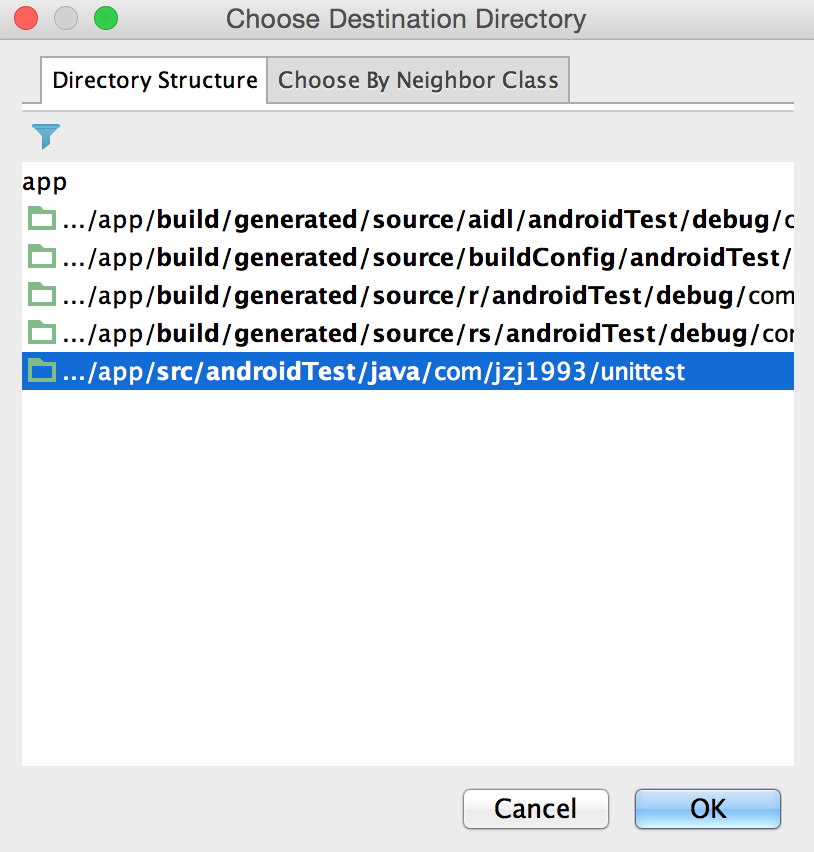 Choose Destination Directory
Directory Structure Choose By Neighbor Class
app
.../app/build/generated/source/aidl/androidTest/debug/c
.../app/build/generated/source/buildConfig/androidTest/
.../app/build/generated/source/r/androidTest/debug/com
.../app/build/generated/source/rs/androidTest/debug/co
.../app/src/androidTest/java/com/jzj1993/unittest
Cancel OK